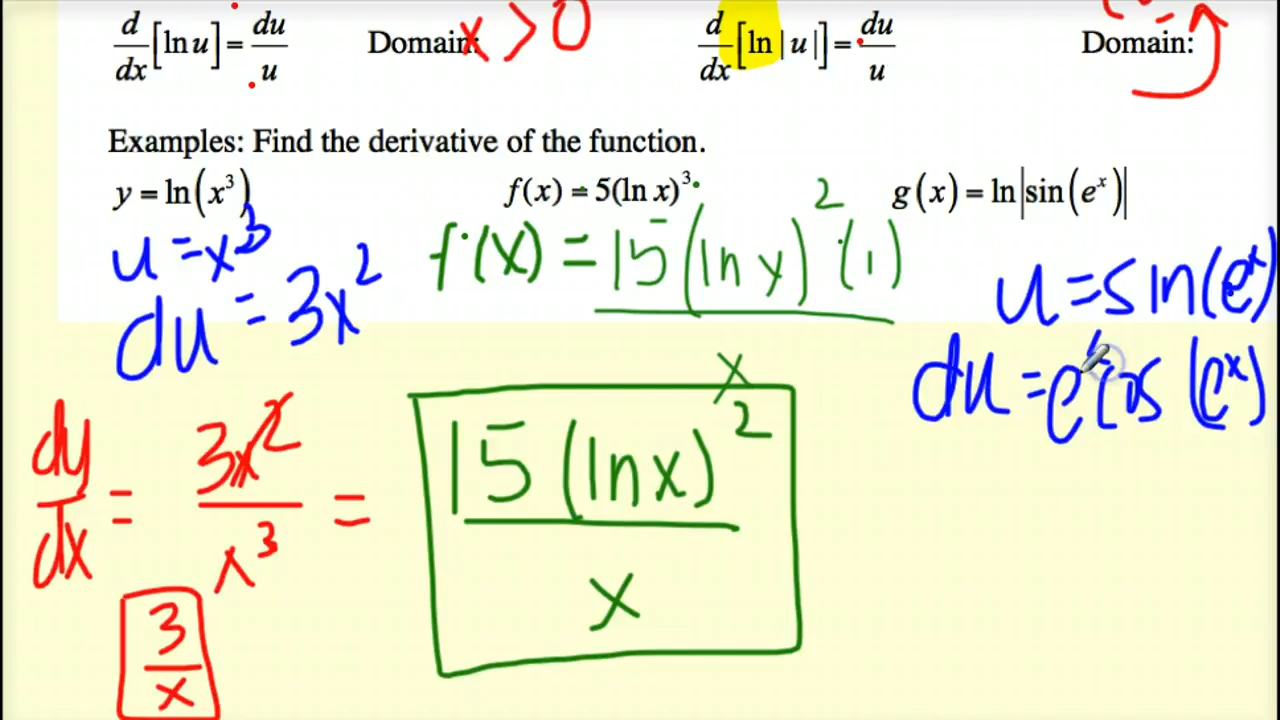 d/dx [ln u] = du/u Domain: x > 0 d/dx [ln |u|] = du/u Domain:
Examples: Find the derivative of the function.
y = ln(x³) f(x) = 5(ln x)³ g(x) = ln|sin(eˣ)|
u = x³ f'(x) = 15(ln y)²(1) u = sin(eˣ)
du = 3x² x du = eˣcos(eˣ)
dy/dx = 3x²/x³ = 15(ln x)²/x
3/x